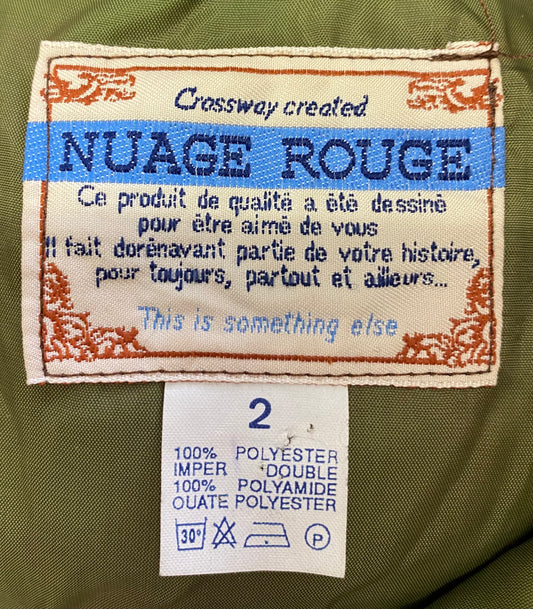 Crossway created
NUAGE ROUGE
Ce produit de qualité a été dessiné
pour être aimé de vous
Il fait dorénavant partie de votre histoire,
pour toujours, partout et ailleurs...
This is something else
2
100% POLYESTER
IMPER DOUBLE
100% POLYAMIDE
OUATE POLYESTER
30° P